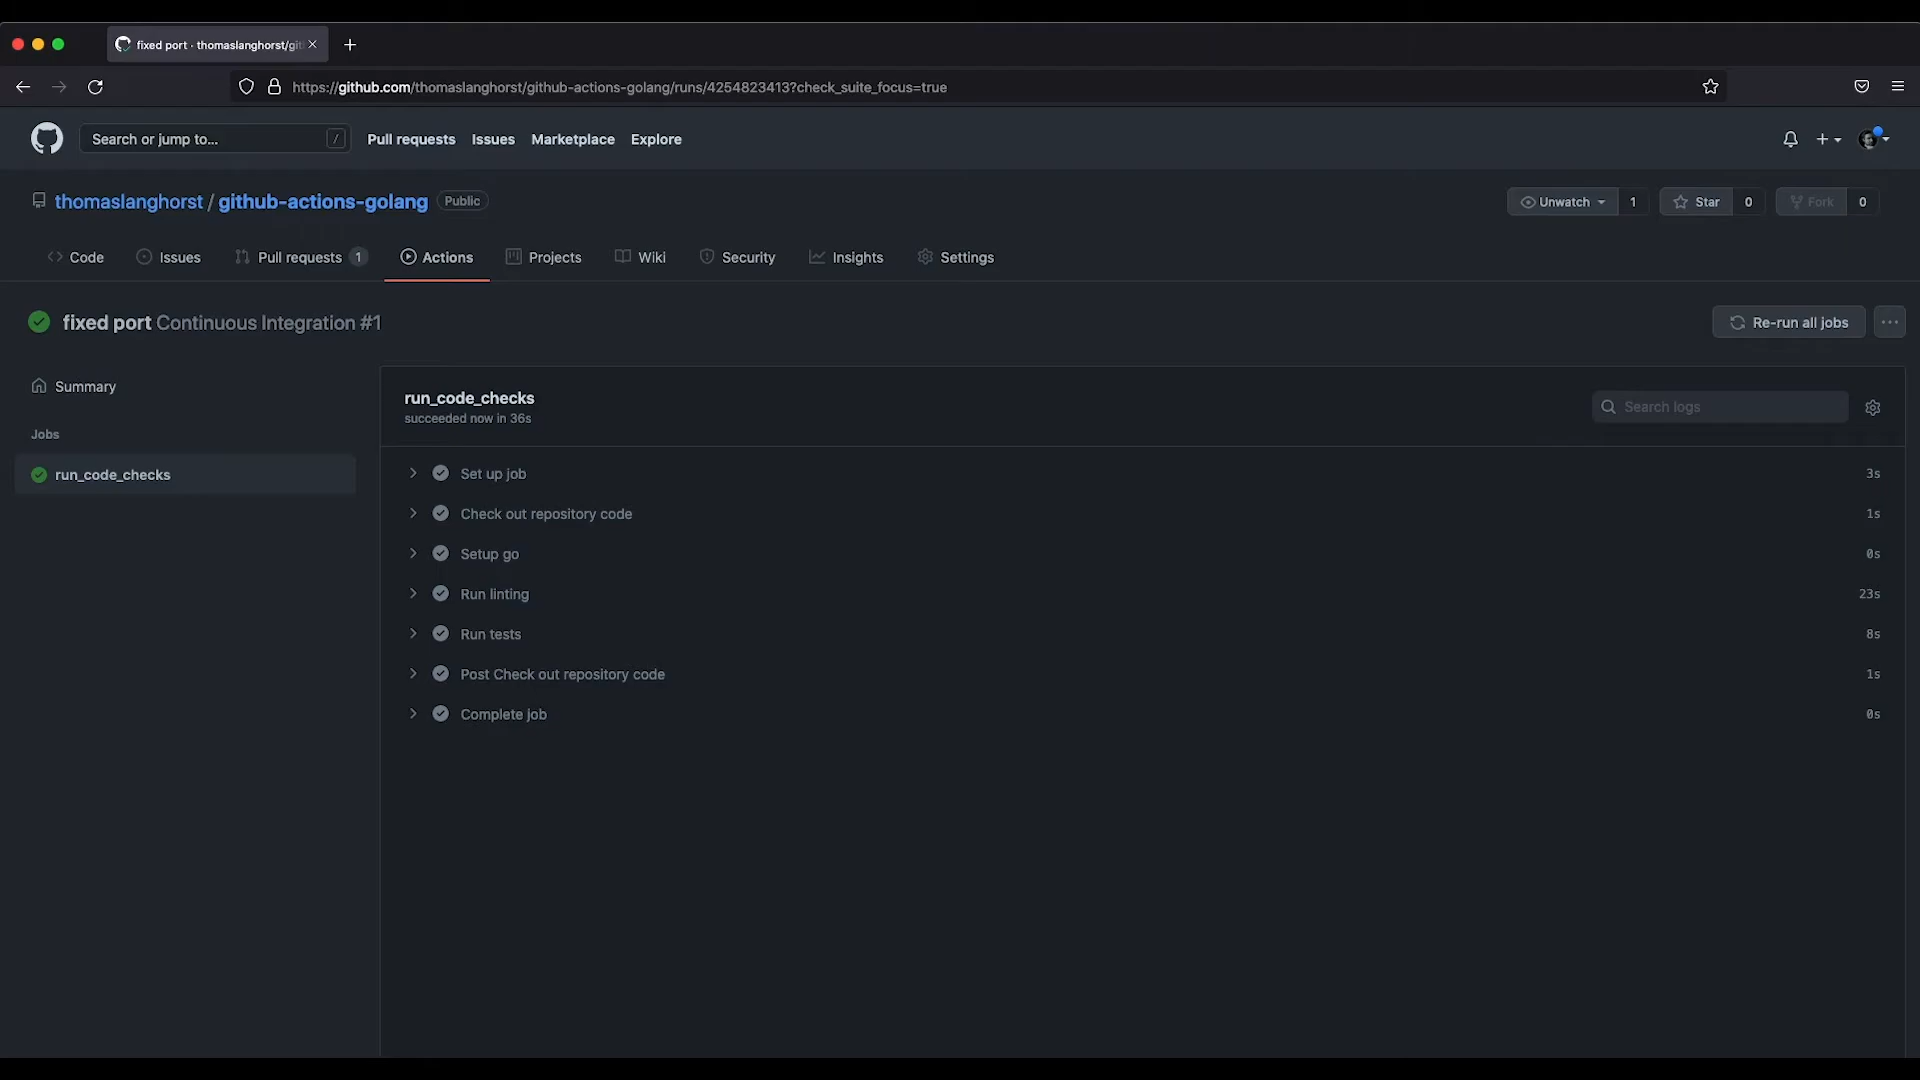 fixed port · thomaslanghorst/git
https://github.com/thomaslanghorst/github-actions-golang/runs/4254823413?check_suite_focus=true
Search or jump to... / Pull requests Issues Marketplace Explore
thomaslanghorst / github-actions-golang Public Unwatch 1 Star 0 Fork 0
Code Issues Pull requests 1 Actions Projects Wiki Security Insights Settings
fixed port Continuous Integration #1 Re-run all jobs
Summary
Jobs
run_code_checks
run_code_checks
succeeded now in 36s
Search logs
Set up job 3s
Check out repository code 1s
Setup go 0s
Run linting 23s
Run tests 8s
Post Check out repository code 1s
Complete job 0s